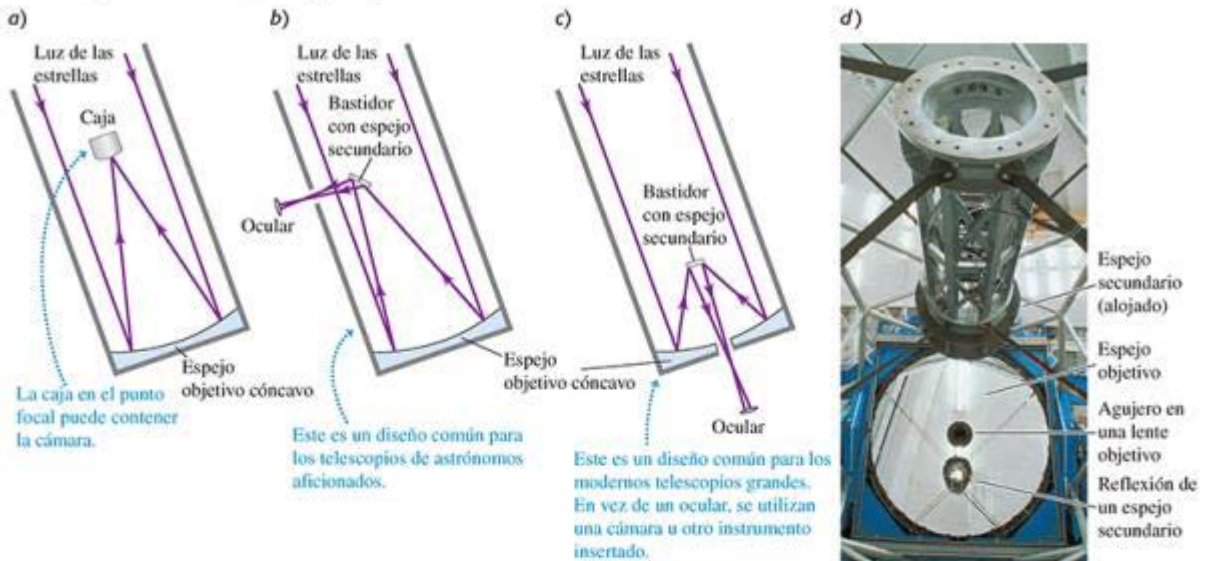 a)
Luz de las
estrellas
Caja
Espejo
objetivo cóncavo
La caja en el punto
focal puede contener
la cámara.
b)
Luz de las
estrellas
Bastidor
con espejo
secundario
Ocular
Espejo
objetivo cóncavo
Este es un diseño común para
los telescopios de astrónomos
aficionados.
c)
Luz de las
estrellas
Bastidor
con espejo
secundario
Ocular
Este es un diseño común para los
modernos telescopios grandes.
En vez de un ocular, se utilizan
una cámara u otro instrumento
insertado.
d)
Espejo
secundario
(alojado)
Espejo
objetivo
Agujero en
una lente
objetivo
Reflexión de
un espejo
secundario